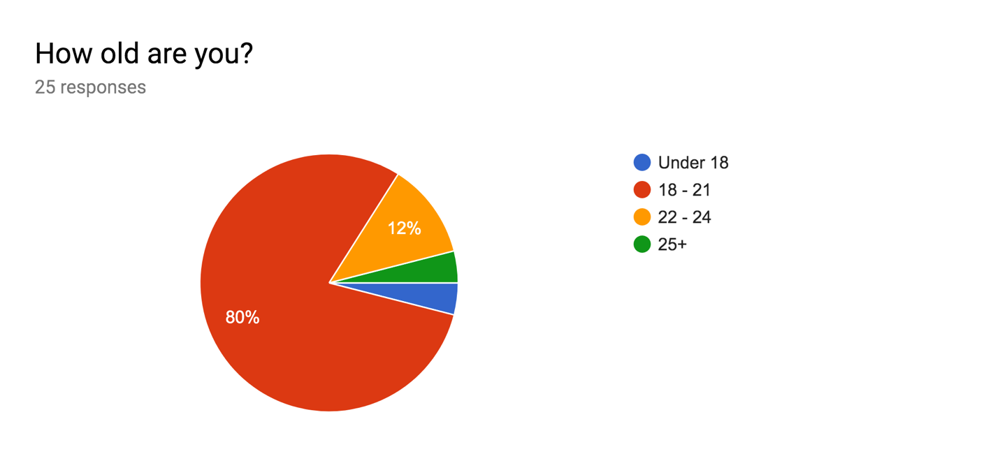 How old are you?
25 responses
Under 18
18 - 21
22 - 24
25+
12%
80%